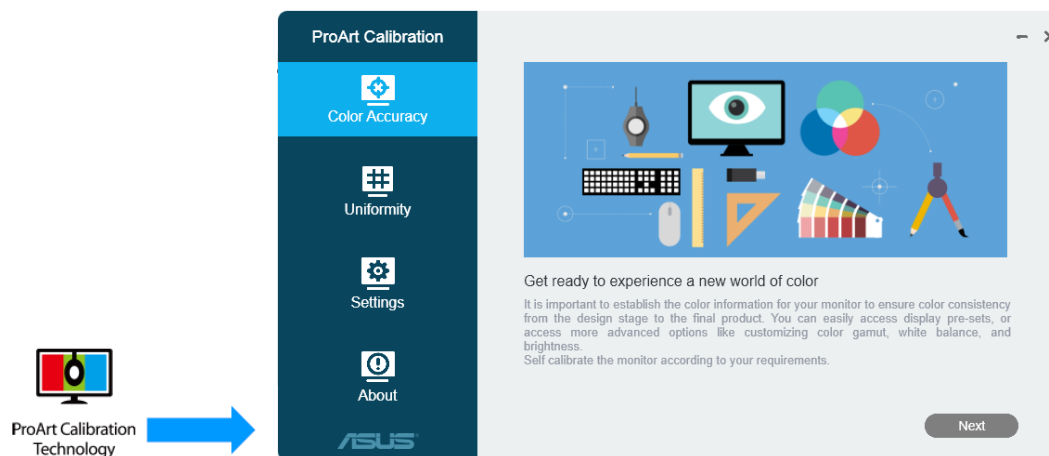 ProArt Calibration
Color Accuracy
Uniformity
Settings
About
ASUS
Get ready to experience a new world of color
It is important to establish the color information for your monitor to ensure color consistency
from the design stage to the final product. You can easily access display pre-sets, or
access more advanced options like customizing color gamut, white balance, and
brightness.
Self calibrate the monitor according to your requirements.
Next
ProArt Calibration
Technology